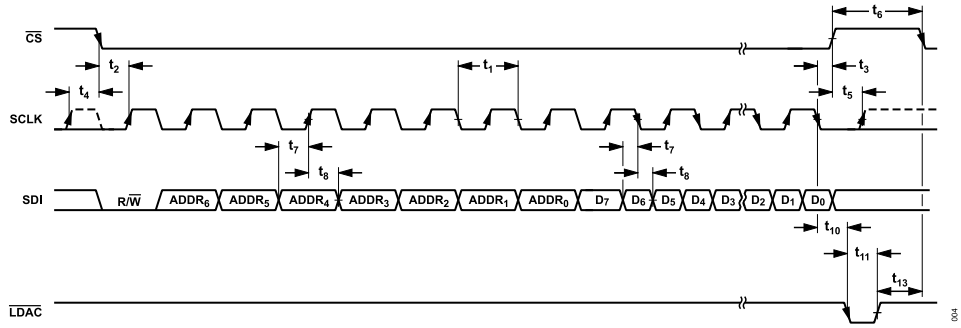 t6
CS
t2
t1
t3
t4
t5
SCLK
t7
t7
t8
t8
SDI
R/W
ADDR6
ADDR5
ADDR4
ADDR3
ADDR2
ADDR1
ADDR0
D7
D6
D5
D4
D3
D2
D1
D0
t10
t11
t13
LDAC
004